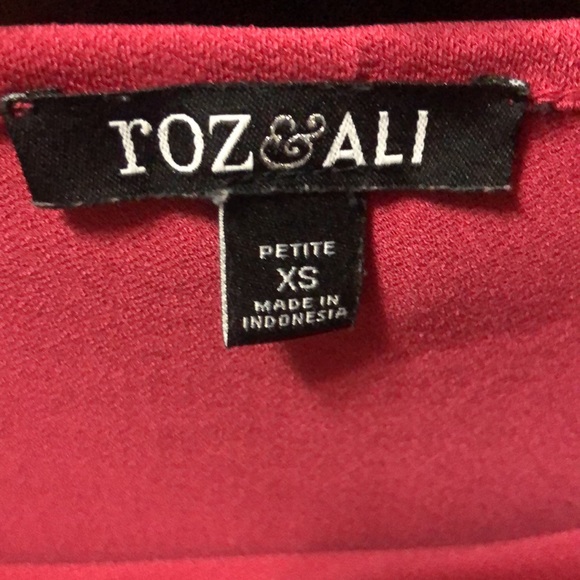 roz&ALI
PETITE
XS
MADE IN
INDONESIA